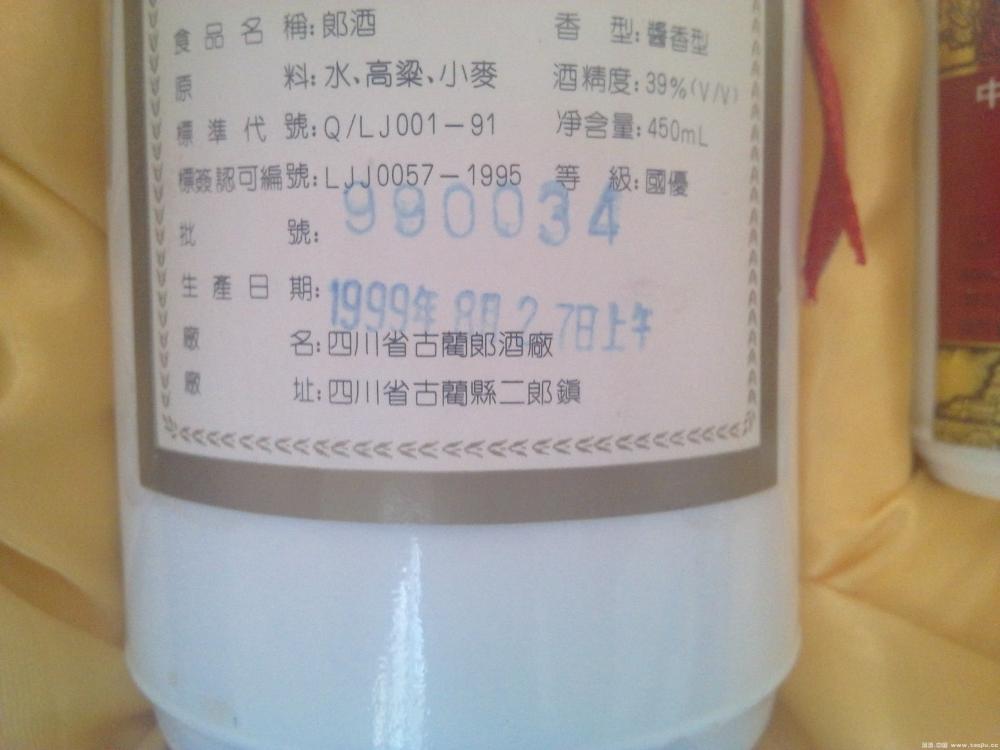 食品名稱:郎酒 香型:醬香型
原料:水、高粱、小麥 酒精度:39%(V/V)
標準代號:Q/LJ001-91 凈含量:450mL
標簽認可編號:LJJ0057-1995 等級:國優
批號:990034
生產日期:1999年8月27日上午
廠名:四川省古藺郎酒廠
廠址:四川省古藺縣二郎鎮
中